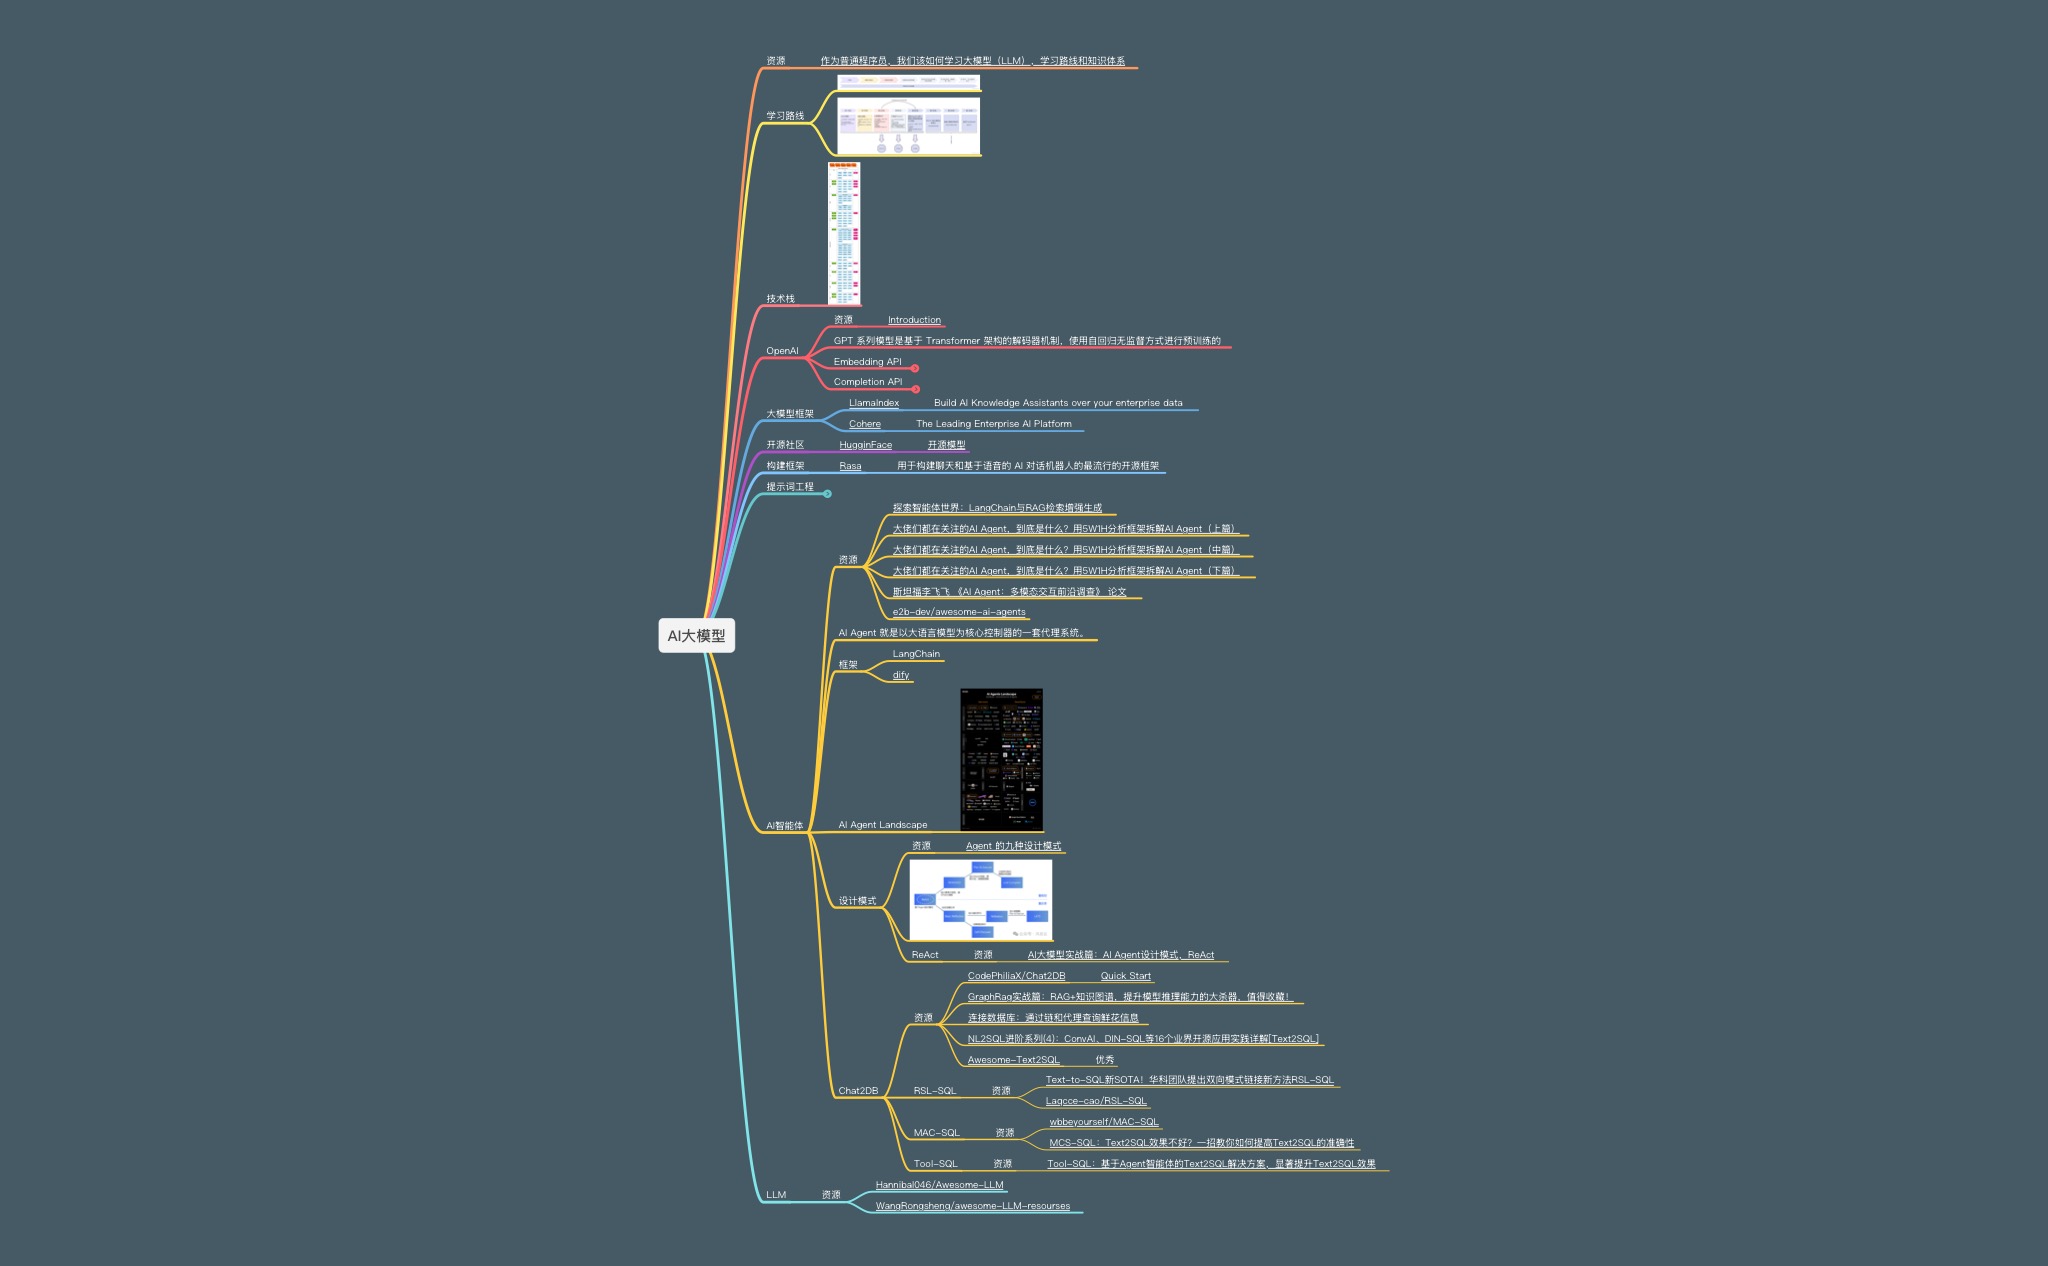 资源
作为普通程序员，我们该如何学习大模型（LLM），学习路线和知识体系
学习路线
技术栈
OpenAI
资源
Introduction
GPT 系列模型是基于 Transformer 架构的解码器机制，使用自回归无监督方式进行预训练的
Embedding API
Completion API
大模型框架
LlamaIndex
Build AI Knowledge Assistants over your enterprise data
Cohere
The Leading Enterprise AI Platform
开源社区
HugginFace
开源模型
构建框架
Rasa
用于构建聊天和基于语音的 AI 对话机器人的最流行的开源框架
提示词工程
AI大模型
AI智能体
资源
探索智能体世界：LangChain与RAG检索增强生成
大佬们都在关注的AI Agent，到底是什么？用5W1H分析框架拆解AI Agent（上篇）
大佬们都在关注的AI Agent，到底是什么？用5W1H分析框架拆解AI Agent（中篇）
大佬们都在关注的AI Agent，到底是什么？用5W1H分析框架拆解AI Agent（下篇）
斯坦福李飞飞 《AI Agent：多模态交互前沿调查》 论文
e2b-dev/awesome-ai-agents
AI Agent 就是以大语言模型为核心控制器的一套代理系统。
框架
LangChain
dify
AI Agent Landscape
AI Agents Landscape
设计模式
资源
Agent 的九种设计模式
ReAct
资源
AI大模型实战篇：AI Agent设计模式，ReAct
Chat2DB
资源
CodePhiliaX/Chat2DB
Quick Start
GraphRag实战篇：RAG+知识图谱，提升模型推理能力的大杀器，值得收藏！
连接数据库：通过链和代理查询鲜花信息
NL2SQL进阶系列(4)：ConvAI、DIN-SQL等16个业界开源应用实践详解[Text2SQL]
Awesome-Text2SQL
优秀
RSL-SQL
资源
Text-to-SQL新SOTA！华科团队提出双向模式链接新方法RSL-SQL
Laqcce-cao/RSL-SQL
MAC-SQL
资源
wbbeyourself/MAC-SQL
MCS-SQL：Text2SQL效果不好？一招教你如何提高Text2SQL的准确性
Tool-SQL
资源
Tool-SQL：基于Agent智能体的Text2SQL解决方案，显著提升Text2SQL效果
LLM
资源
Hannibal046/Awesome-LLM
WangRongsheng/awesome-LLM-resourses